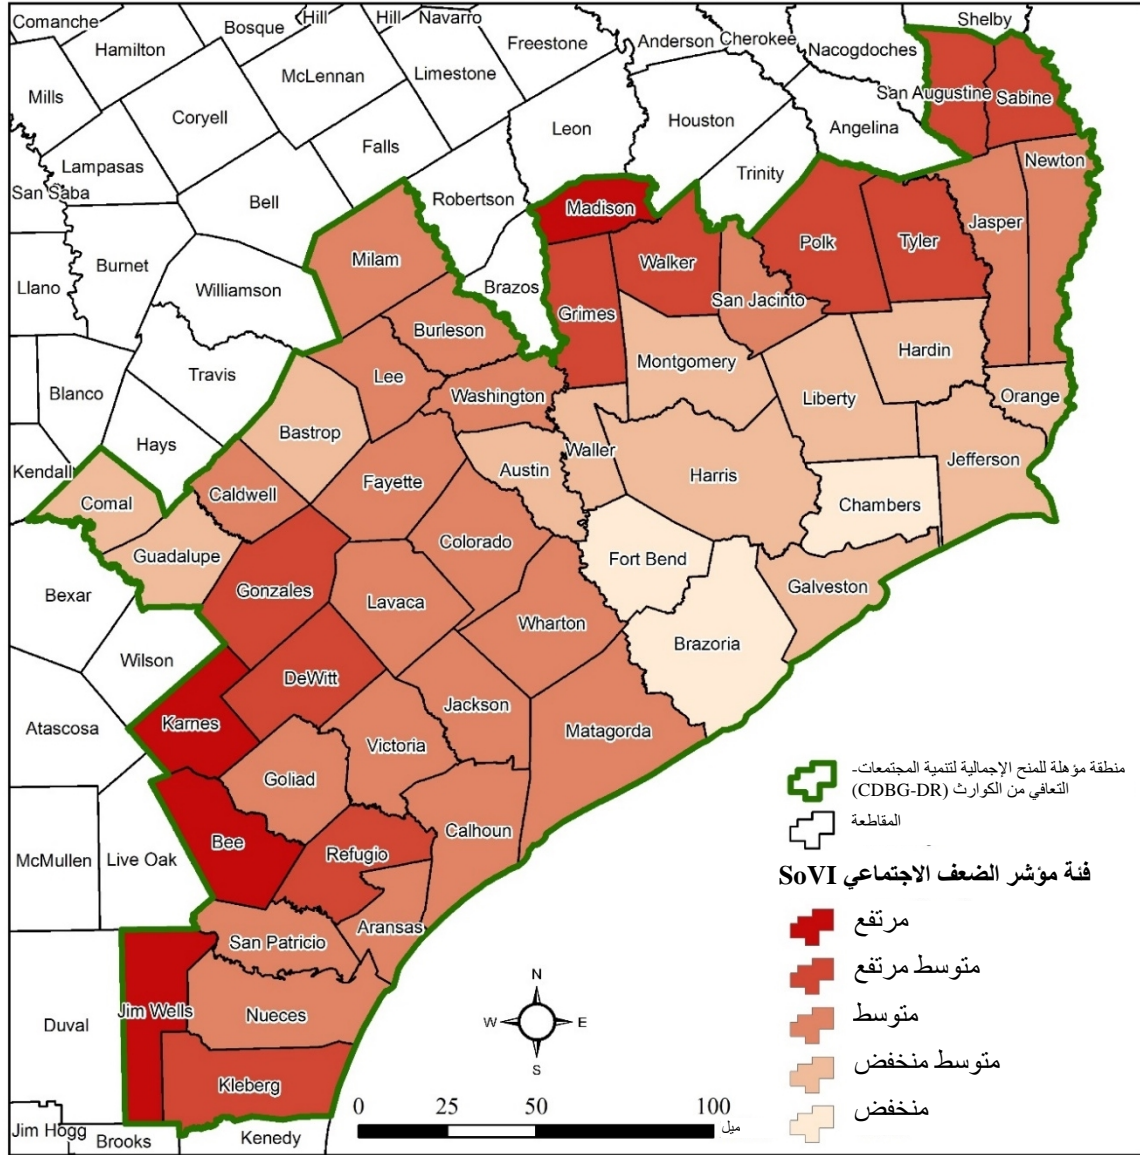 Comanche
Hill
Hill
Navarro
Shelby
Hamilton
Bosque
Freestone
Anderson
Cherokee
Nacogdoches
McLennan
Limestone
San Augustine
Sabine
Mills
Coryell
Leon
Houston
Angelina
Falls
Lampasas
Trinity
Newton
San Saba
Bell
Robertson
Madison
Jasper
Milam
Polk
Tyler
Burnet
Walker
Llano
Williamson
Brazos
Grimes
San Jacinto
Burleson
Hardin
Montgomery
Travis
Lee
Blanco
Washington
Liberty
Orange
Bastrop
Hays
Waller
Kendall
Austin
Harris
Jefferson
Fayette
Caldwell
Comal
Chambers
Colorado
Guadalupe
Fort Bend
Gonzales
Galveston
Bexar
Lavaca
Wharton
Brazoria
Wilson
DeWitt
Jackson
Karnes
Atascosa
Matagorda
Victoria
Goliad
Calhoun
Bee
Refugio
McMullen
Live Oak
Aransas
San Patricio
Jim Wells
Nueces
Duval
Kleberg
Jim Hogg
Brooks
Kenedy
منطقة مؤهلة للمنح الإجمالية لتنمية المجتمعات-
التعافي من الكوارث (CDBG-DR)
المقاطعة
فئة مؤشر الضعف الاجتماعي SoVI
مرتفع
متوسط مرتفع
متوسط
متوسط منخفض
منخفض
N
W E
S
0 25 50 100
ميل